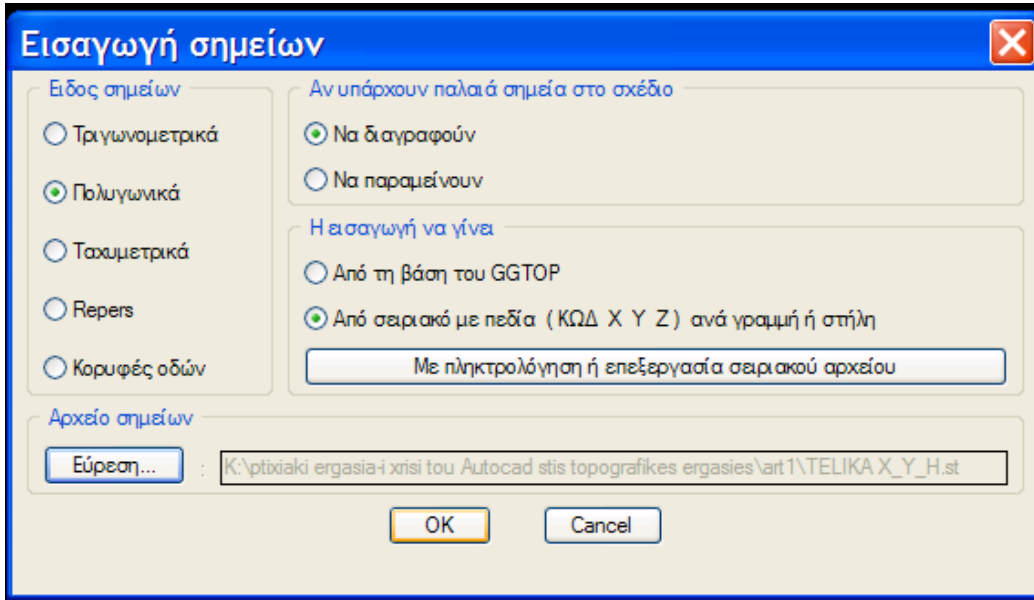 Εισαγωγή σημείων
Ειδος σημείων
Τριγωνομετρικά
Πολυγωνικά
Ταχυμετρικά
Repers
Κορυφές οδών
Αν υπάρχουν παλαιά σημεία στο σχέδιο
Να διαγραφούν
Να παραμείνουν
Η εισαγωγή να γίνει
Από τη βάση του GGTOP
Από σειριακό με πεδία ( ΚΩΔ X Y Z ) ανά γραμμή ή στήλη
Με πληκτρολόγηση ή επεξεργασία σειριακού αρχείου
Αρχείο σημείων
Εύρεση... : K:\ptixiaki ergasia-i xrisi tou Autocad stis topografikes ergasies\art1\TELIKA X_Y_H.st
OK Cancel